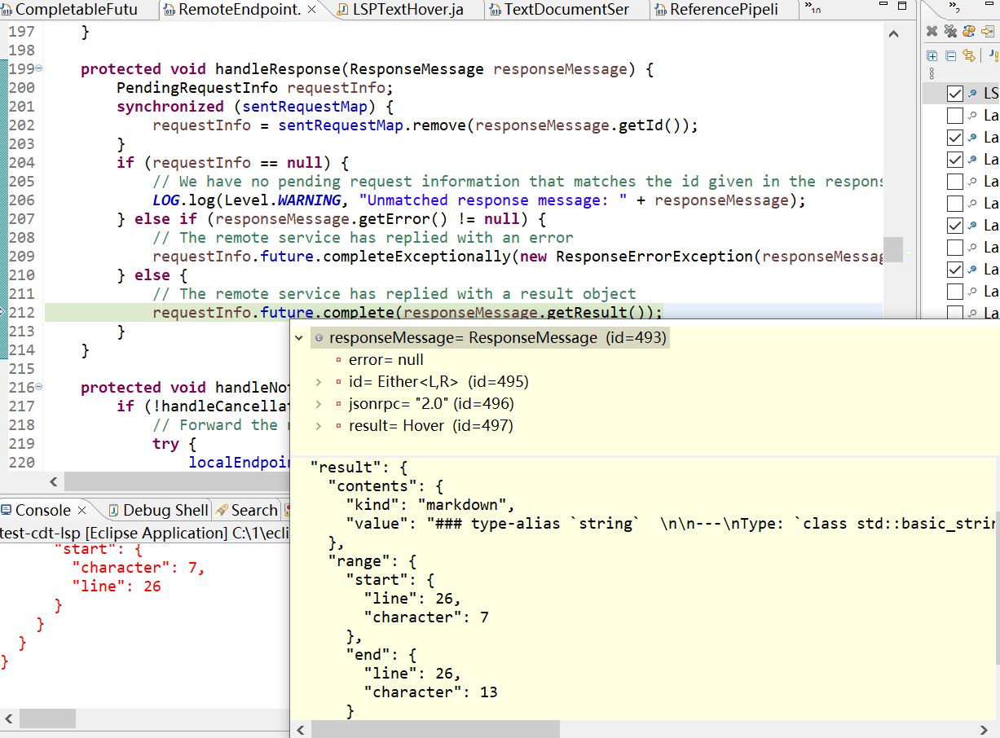 CompletableFutu
RemoteEndpoint.
LSPTextHover.ja
TextDocumentSer
ReferencePipeli
»10
»2
197 }
198
199 protected void handleResponse(ResponseMessage responseMessage) {
200 PendingRequestInfo requestInfo;
201 synchronized (sentRequestMap) {
202 requestInfo = sentRequestMap.remove(responseMessage.getId());
203 }
204 if (requestInfo == null) {
205 // We have no pending request information that matches the id given in the respons
206 LOG.log(Level.WARNING, "Unmatched response message: " + responseMessage);
207 } else if (responseMessage.getError() != null) {
208 // The remote service has replied with an error
209 requestInfo.future.completeExceptionally(new ResponseErrorException(responseMessag
210 } else {
211 // The remote service has replied with a result object
212 requestInfo.future.complete(responseMessage.getResult());
213 }
214 }
215
216 protected void handleNot
217 if (!handleCancellat
218 // Forward the
219 try {
220 localEndpoin
LS
La
La
La
La
La
La
La
La
La
La
responseMessage= ResponseMessage (id=493)
error= null
id= Either<L,R> (id=495)
jsonrpc= "2.0" (id=496)
result= Hover (id=497)
"result": {
"contents": {
"kind": "markdown",
"value": "### type-alias `string` \n\n---\nType: `class std::basic_strin
},
"range": {
"start": {
"line": 26,
"character": 7
},
"end": {
"line": 26,
"character": 13
}
Console
Debug Shell
Search
test-cdt-lsp [Eclipse Application] C:\1\ecli
"start": {
"character": 7,
"line": 26
}
}
}
}